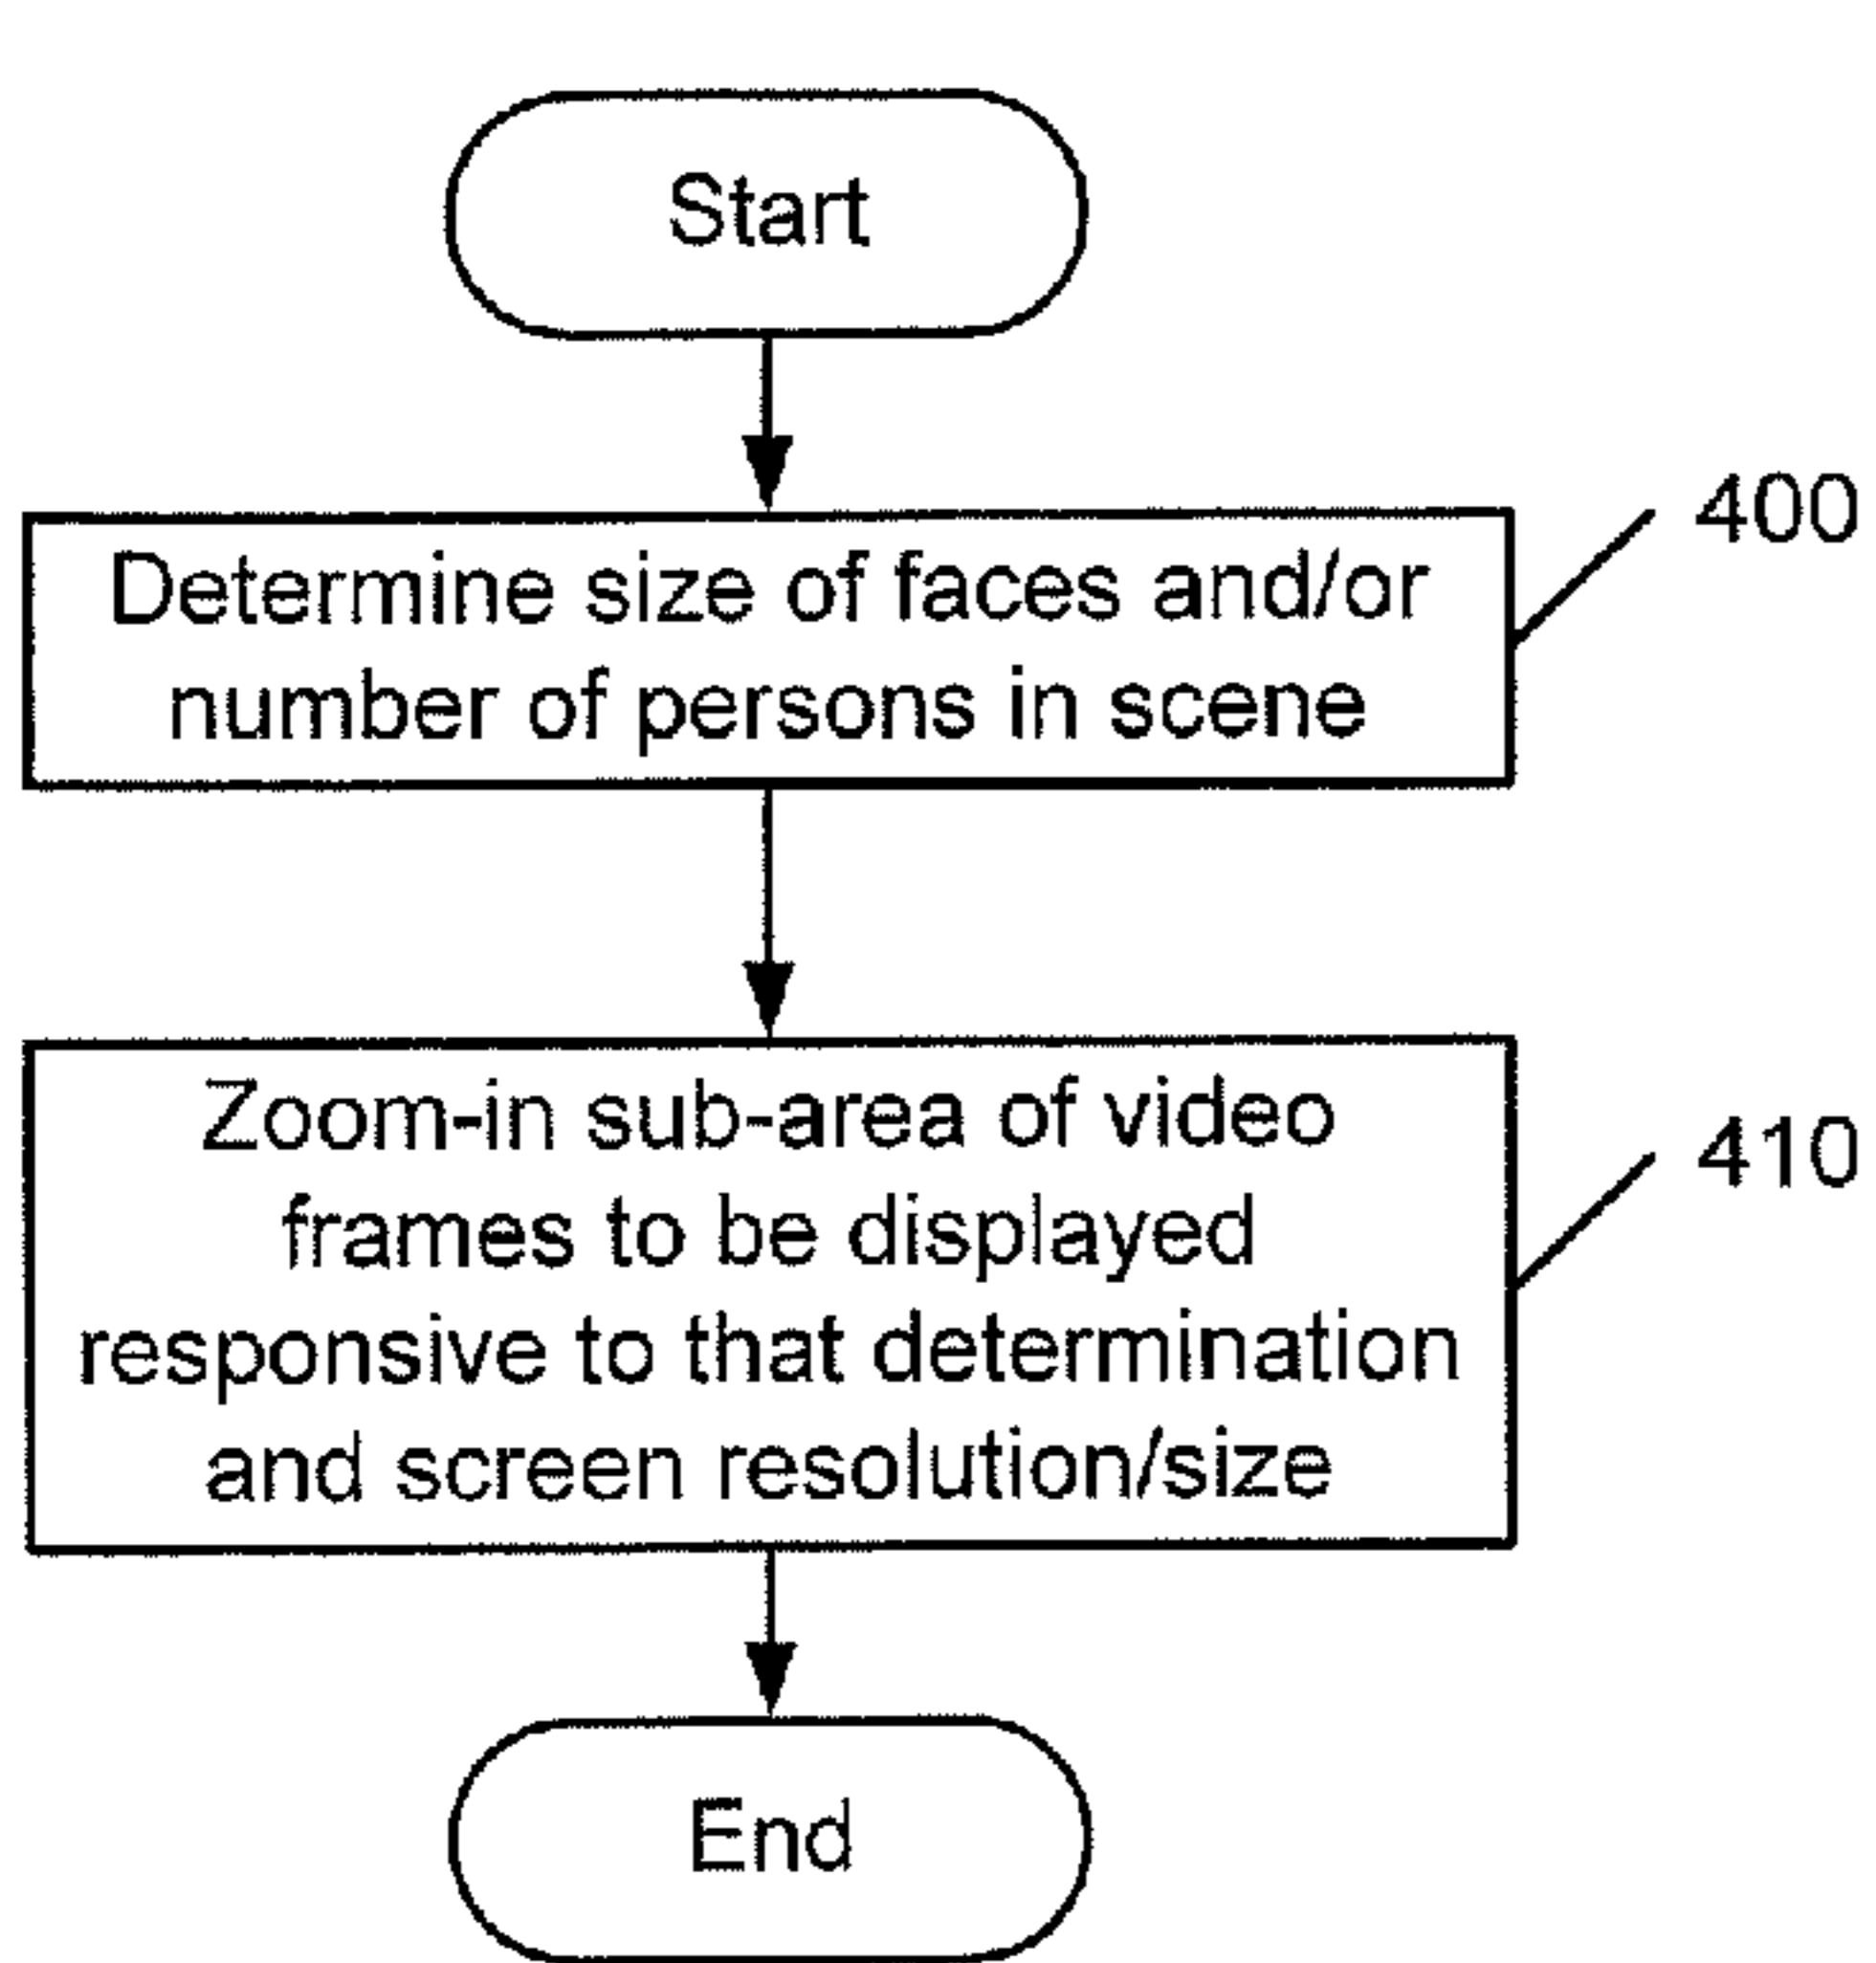 Start
Determine size of faces and/or
number of persons in scene
400
Zoom-in sub-area of video
frames to be displayed
responsive to that determination
and screen resolution/size
410
End